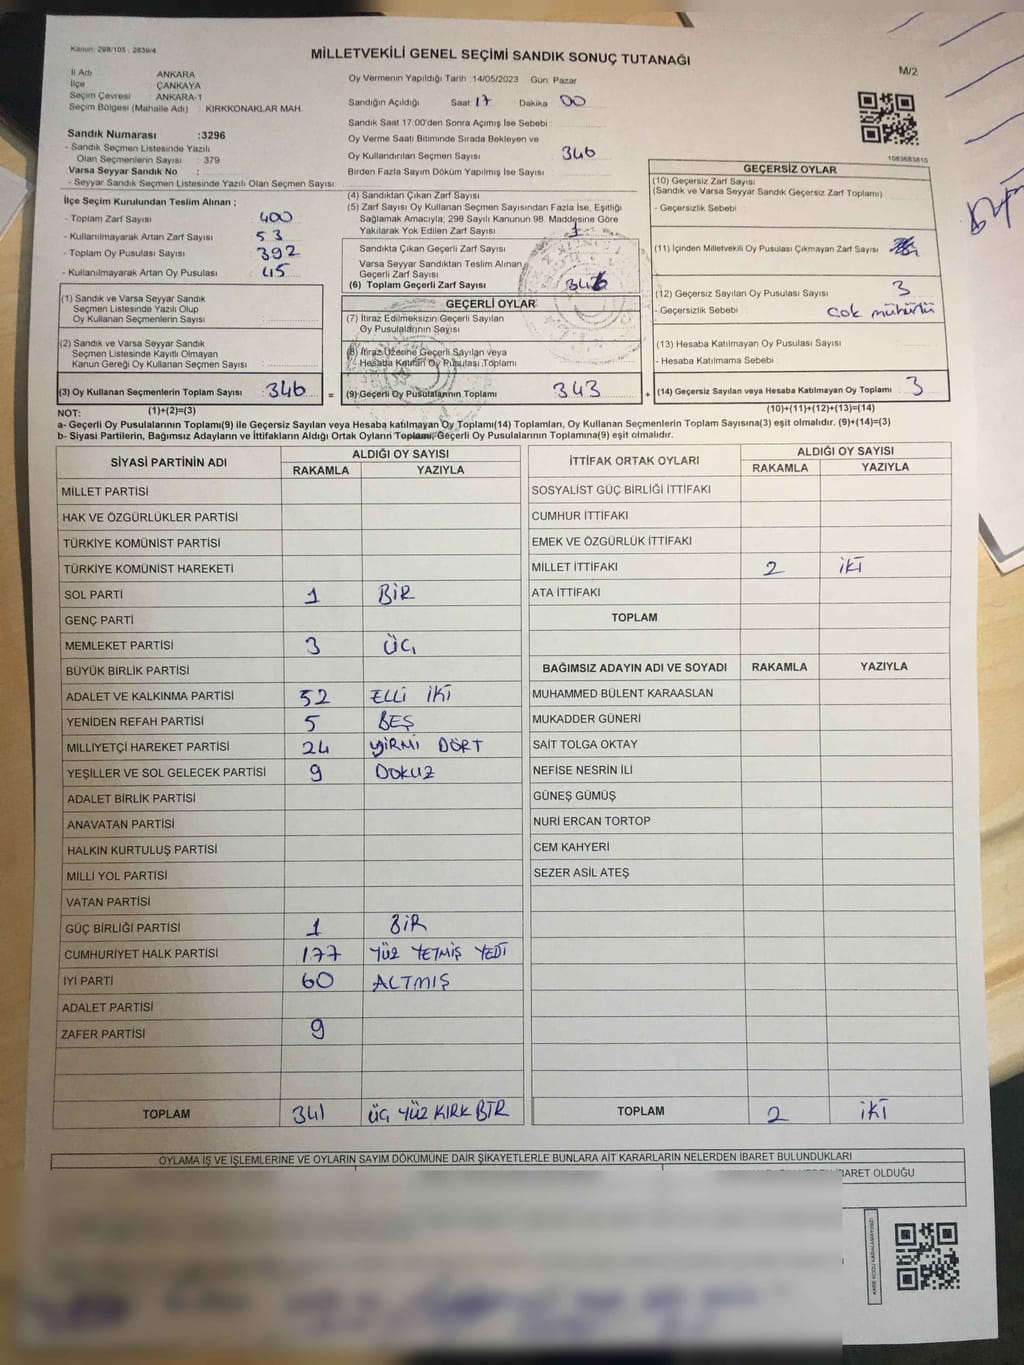 Kanun: 298/105 , 2839/4
MİLLETVEKİLİ GENEL SEÇİMİ SANDIK SONUÇ TUTANAĞI
M/2
İl Adı ANKARA
İlçe ÇANKAYA
Seçim Çevresi ANKARA-1
Seçim Bölgesi (Mahalle Adı) : KIRKKONAKLAR MAH.
Sandık Numarası :3296
- Sandık Seçmen Listesinde Yazılı
Olan Seçmenlerin Sayısı : 379
Varsa Seyyar Sandık No :
- Seyyar Sandık Seçmen Listesinde Yazılı Olan Seçmen Sayısı:
Oy Vermenin Yapıldığı Tarih 14/05/2023 Gün: Pazar
Sandığın Açıldığı Saat 17 Dakika 00
Sandık Saat 17:00'den Sonra Açımış İse Sebebi :
Oy Verme Saati Bitiminde Sırada Bekleyen ve
Oy Kullandırılan Seçmen Sayısı 346
Birden Fazla Sayım Döküm Yapılmış İse Sayısı :
1083683810
İlçe Seçim Kurulundan Teslim Alınan ;
- Toplam Zarf Sayısı 400
- Kullanılmayarak Artan Zarf Sayısı 53
- Toplam Oy Pusulası Sayısı 392
- Kullanılmayarak Artan Oy Pusulası 45
(1) Sandık ve Varsa Seyyar Sandık
Seçmen Listesinde Yazılı Olup
Oy Kullanan Seçmenlerin Sayısı
(2) Sandık ve Varsa Seyyar Sandık
Seçmen Listesinde Kayıtlı Olmayan
Kanun Gereği Oy Kullanan Seçmen Sayısı
(3) Oy Kullanan Seçmenlerin Toplam Sayısı 346 =
(4) Sandıktan Çıkan Zarf Sayısı
(5) Zarf Sayısı Oy Kullanan Seçmen Sayısından Fazla İse, Eşitliği
Sağlamak Amacıyla, 298 Sayılı Kanunun 98. Maddesine Göre
Yakılarak Yok Edilen Zarf Sayısı 1
Sandıkta Çıkan Geçerli Zarf Sayısı
Varsa Seyyar Sandıktan Teslim Alınan
Geçerli Zarf Sayısı
(6) Toplam Geçerli Zarf Sayısı 346
GEÇERLİ OYLAR
(7) İtiraz Edilmeksizin Geçerli Sayılan
Oy Pusulalarının Sayısı
(8) İtiraz Üzerine Geçerli Sayılan veya
Hesaba Katılan Oy Pusulası Toplamı
(9) Geçerli Oy Pusulalarının Toplamı 343 +
GEÇERSİZ OYLAR
(10) Geçersiz Zarf Sayısı
(Sandık ve Varsa Seyyar Sandık Geçersiz Zarf Toplamı)
- Geçersizlik Sebebi
(11) İçinden Milletvekili Oy Pusulası Çıkmayan Zarf Sayısı
(12) Geçersiz Sayılan Oy Pusulası Sayısı 3
- Geçersizlik Sebebi çok mühürlü
(13) Hesaba Katılmayan Oy Pusulası Sayısı
- Hesaba Katılmama Sebebi
(14) Geçersiz Sayılan veya Hesaba Katılmayan Oy Toplamı 3
NOT: (1)+(2)=(3) (10)+(11)+(12)+(13)=(14)
a- Geçerli Oy Pusulalarının Toplamı(9) ile Geçersiz Sayılan veya Hesaba katılmayan Oy Toplamı(14) Toplamları, Oy Kullanan Seçmenlerin Toplam Sayısına(3) eşit olmalıdır. (9)+(14)=(3)
b- Siyasi Partilerin, Bağımsız Adayların ve İttifakların Aldığı Ortak Oyların Toplamı, Geçerli Oy Pusulalarının Toplamına(9) eşit olmalıdır.
SİYASİ PARTİNİN ADI ALDIĞI OY SAYISI
RAKAMLA YAZIYLA
MİLLET PARTİSİ
HAK VE ÖZGÜRLÜKLER PARTİSİ
TÜRKİYE KOMÜNİST PARTİSİ
TÜRKİYE KOMÜNİST HAREKETİ
SOL PARTİ 1 BİR
GENÇ PARTİ
MEMLEKET PARTİSİ 3 ÜÇ
BÜYÜK BİRLİK PARTİSİ
ADALET VE KALKINMA PARTİSİ 52 ELLİ İKİ
YENİDEN REFAH PARTİSİ 5 BEŞ
MİLLİYETÇİ HAREKET PARTİSİ 24 YİRMİ DÖRT
YEŞİLLER VE SOL GELECEK PARTİSİ 9 DOKUZ
ADALET BİRLİK PARTİSİ
ANAVATAN PARTİSİ
HALKIN KURTULUŞ PARTİSİ
MİLLİ YOL PARTİSİ
VATAN PARTİSİ
GÜÇ BİRLİĞİ PARTİSİ 1 BİR
CUMHURİYET HALK PARTİSİ 177 YÜZ YETMİŞ YEDİ
İYİ PARTİ 60 ALTMIŞ
ADALET PARTİSİ
ZAFER PARTİSİ 9
TOPLAM 341 ÜÇ YÜZ KIRK BİR
İTTİFAK ORTAK OYLARI ALDIĞI OY SAYISI
RAKAMLA YAZIYLA
SOSYALİST GÜÇ BİRLİĞİ İTTİFAKI
CUMHUR İTTİFAKI
EMEK VE ÖZGÜRLÜK İTTİFAKI
MİLLET İTTİFAKI 2 İKİ
ATA İTTİFAKI
TOPLAM
BAĞIMSIZ ADAYIN ADI VE SOYADI RAKAMLA YAZIYLA
MUHAMMED BÜLENT KARAASLAN
MUKADDER GÜNERİ
SAİT TOLGA OKTAY
NEFİSE NESRİN İLİ
GÜNEŞ GÜMÜŞ
NURİ ERCAN TORTOP
CEM KAHYERİ
SEZER ASİL ATEŞ
TOPLAM 2 İKİ
OYLAMA İŞ VE İŞLEMLERİNE VE OYLARIN SAYIM DÖKÜMÜNE DAİR ŞİKAYETLERLE BUNLARA AİT KARARLARIN NELERDEN İBARET BULUNDUKLARI
İBARET OLDUĞU